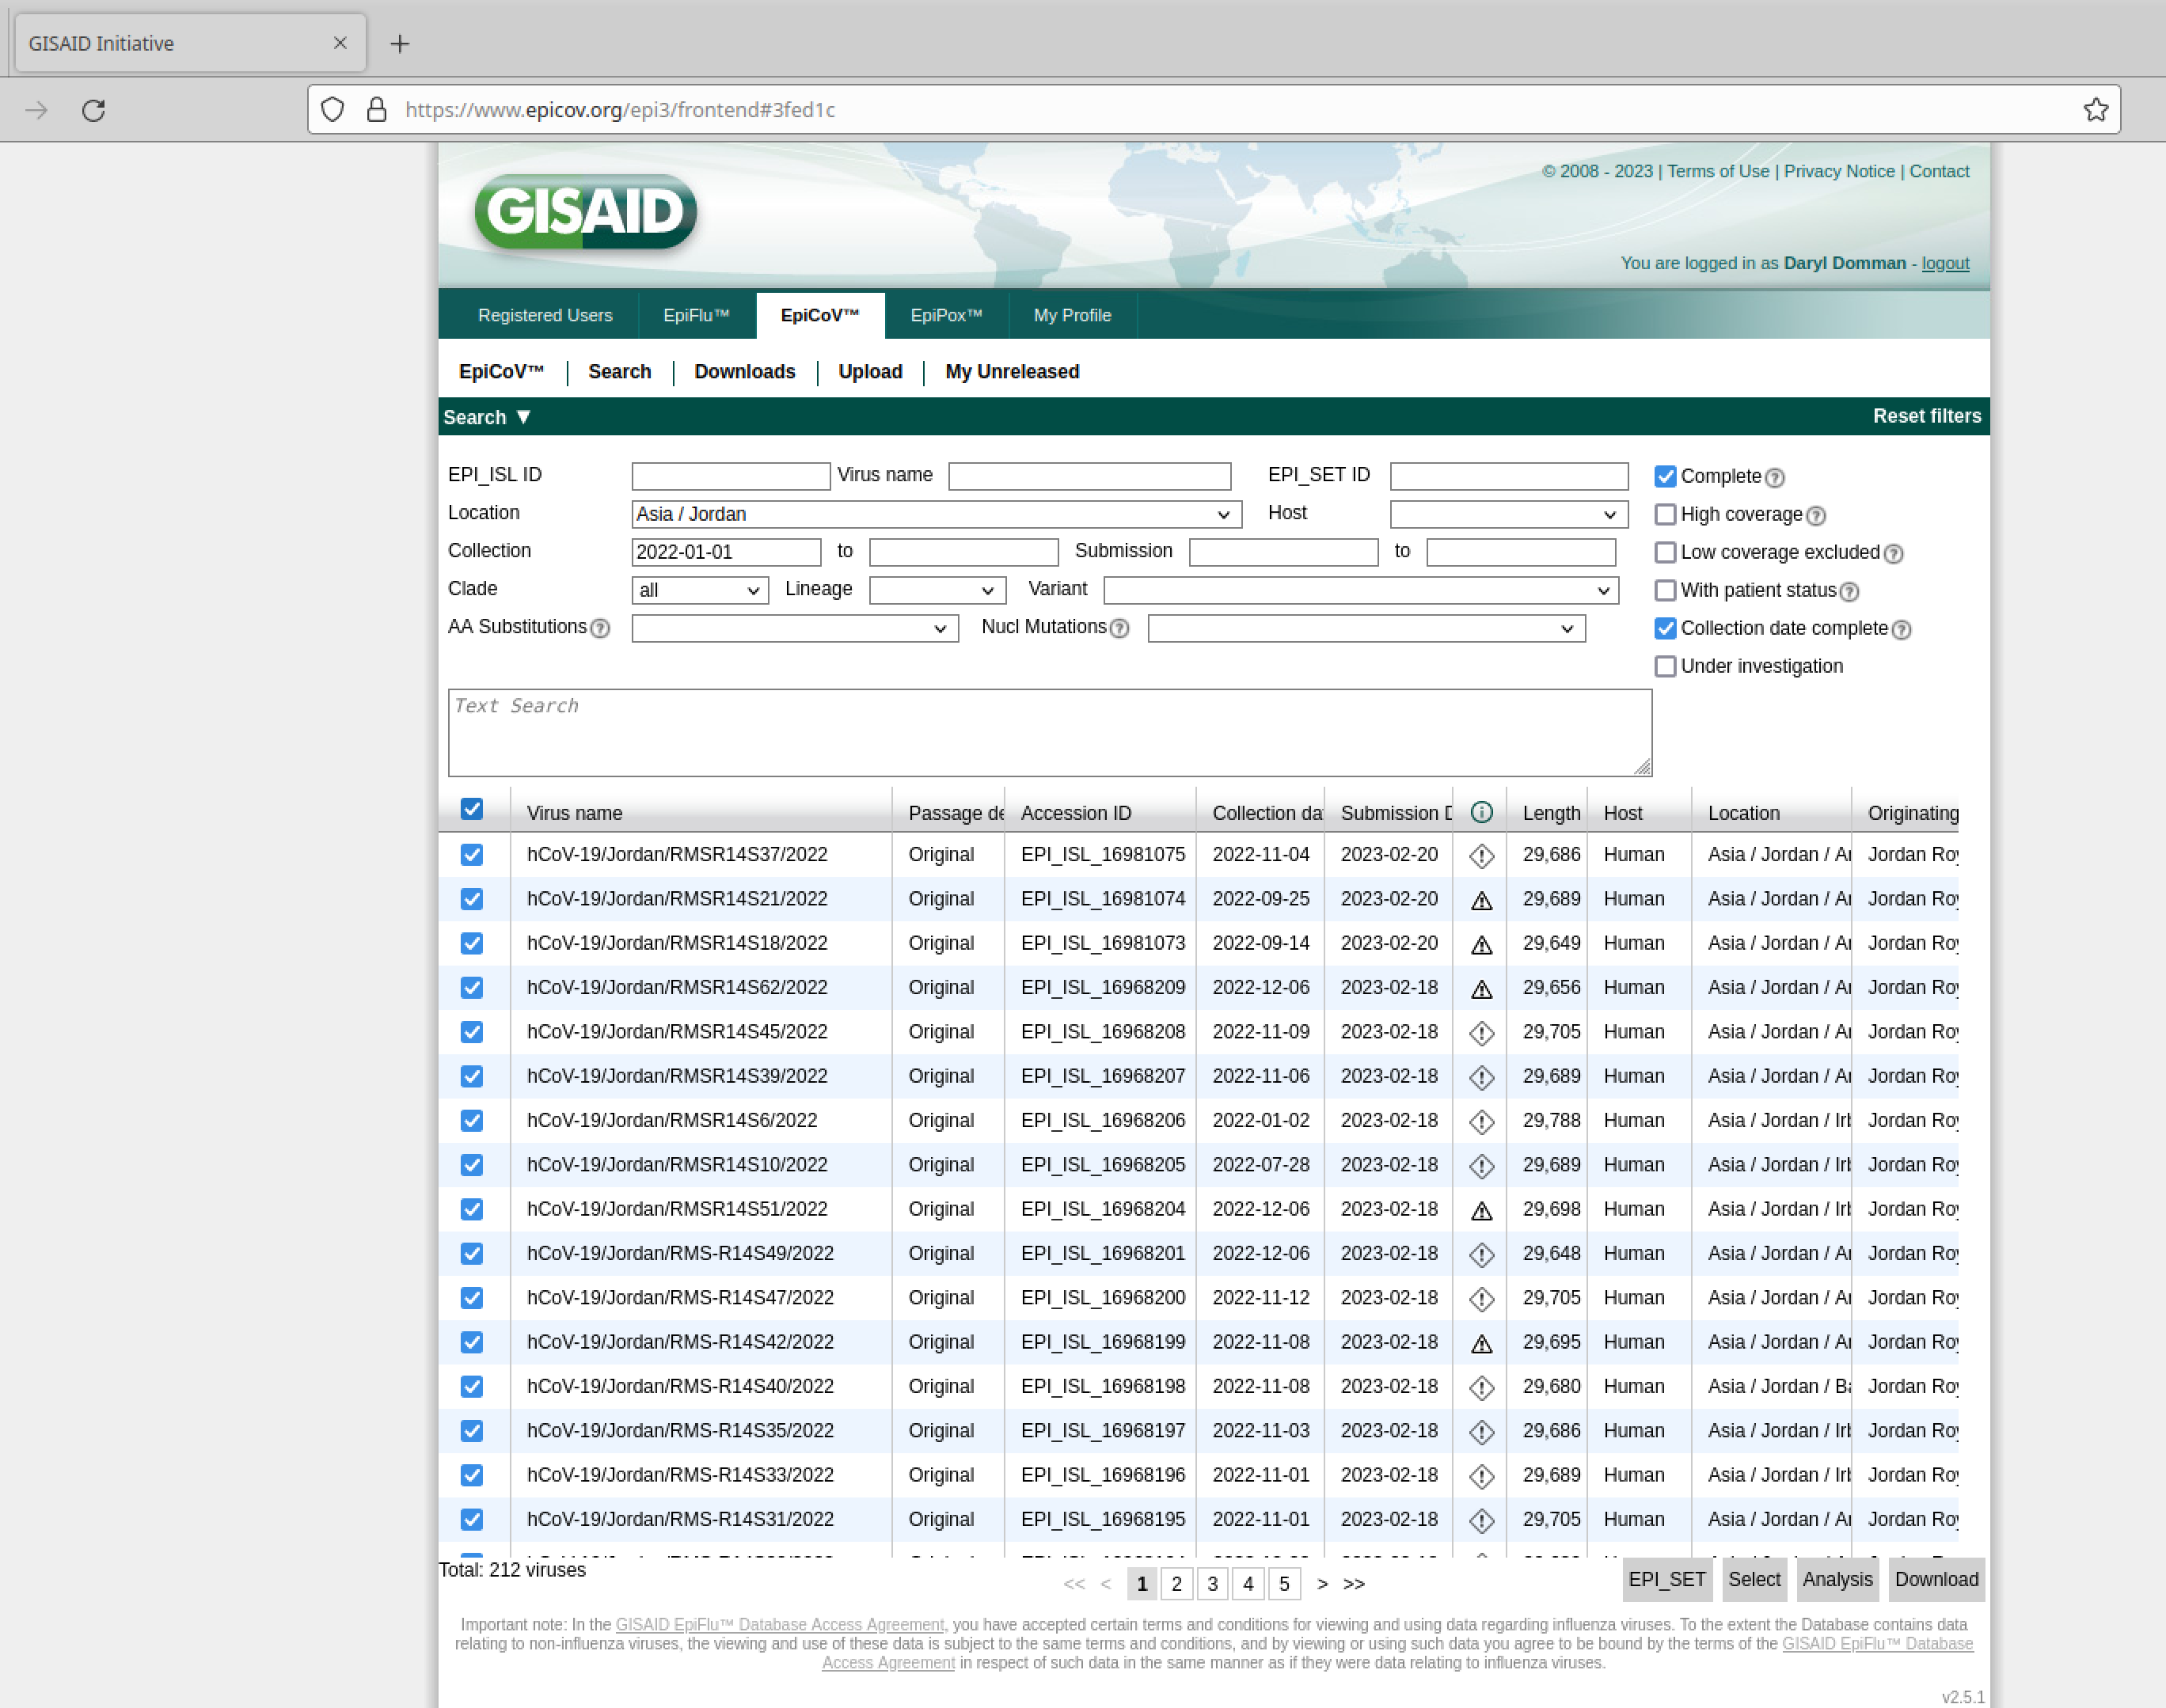 GISAID Initiative
https://www.epicov.org/epi3/frontend#3fed1c
© 2008 - 2023 | Terms of Use | Privacy Notice | Contact
GISAID
You are logged in as Daryl Domman - logout
Registered Users EpiFlu™ EpiCoV™ EpiPox™ My Profile
EpiCoV™ | Search | Downloads | Upload | My Unreleased
Search ▼ Reset filters
EPI_ISL ID Virus name EPI_SET ID Complete ?
Location Asia / Jordan Host High coverage ?
Collection 2022-01-01 to Submission to Low coverage excluded ?
Clade all Lineage Variant With patient status ?
AA Substitutions ? Nucl Mutations ? Collection date complete ?
Under investigation
Text Search
Virus name Passage de Accession ID Collection da Submission D Length Host Location Originating
hCoV-19/Jordan/RMSR14S37/2022 Original EPI_ISL_16981075 2022-11-04 2023-02-20 29,686 Human Asia / Jordan / A Jordan Ro
hCoV-19/Jordan/RMSR14S21/2022 Original EPI_ISL_16981074 2022-09-25 2023-02-20 29,689 Human Asia / Jordan / A Jordan Ro
hCoV-19/Jordan/RMSR14S18/2022 Original EPI_ISL_16981073 2022-09-14 2023-02-20 29,649 Human Asia / Jordan / A Jordan Ro
hCoV-19/Jordan/RMSR14S62/2022 Original EPI_ISL_16968209 2022-12-06 2023-02-18 29,656 Human Asia / Jordan / A Jordan Ro
hCoV-19/Jordan/RMSR14S45/2022 Original EPI_ISL_16968208 2022-11-09 2023-02-18 29,705 Human Asia / Jordan / A Jordan Ro
hCoV-19/Jordan/RMSR14S39/2022 Original EPI_ISL_16968207 2022-11-06 2023-02-18 29,689 Human Asia / Jordan / A Jordan Ro
hCoV-19/Jordan/RMSR14S6/2022 Original EPI_ISL_16968206 2022-01-02 2023-02-18 29,788 Human Asia / Jordan / Ir Jordan Ro
hCoV-19/Jordan/RMSR14S10/2022 Original EPI_ISL_16968205 2022-07-28 2023-02-18 29,689 Human Asia / Jordan / Ir Jordan Ro
hCoV-19/Jordan/RMSR14S51/2022 Original EPI_ISL_16968204 2022-12-06 2023-02-18 29,698 Human Asia / Jordan / Ir Jordan Ro
hCoV-19/Jordan/RMS-R14S49/2022 Original EPI_ISL_16968201 2022-12-06 2023-02-18 29,648 Human Asia / Jordan / A Jordan Ro
hCoV-19/Jordan/RMS-R14S47/2022 Original EPI_ISL_16968200 2022-11-12 2023-02-18 29,705 Human Asia / Jordan / A Jordan Ro
hCoV-19/Jordan/RMS-R14S42/2022 Original EPI_ISL_16968199 2022-11-08 2023-02-18 29,695 Human Asia / Jordan / A Jordan Ro
hCoV-19/Jordan/RMS-R14S40/2022 Original EPI_ISL_16968198 2022-11-08 2023-02-18 29,680 Human Asia / Jordan / Ba Jordan Ro
hCoV-19/Jordan/RMS-R14S35/2022 Original EPI_ISL_16968197 2022-11-03 2023-02-18 29,686 Human Asia / Jordan / Ir Jordan Ro
hCoV-19/Jordan/RMS-R14S33/2022 Original EPI_ISL_16968196 2022-11-01 2023-02-18 29,689 Human Asia / Jordan / Ir Jordan Ro
hCoV-19/Jordan/RMS-R14S31/2022 Original EPI_ISL_16968195 2022-11-01 2023-02-18 29,705 Human Asia / Jordan / A Jordan Ro
Total: 212 viruses << < 1 2 3 4 5 > >> EPI_SET Select Analysis Download
Important note: In the GISAID EpiFlu™ Database Access Agreement, you have accepted certain terms and conditions for viewing and using data regarding influenza viruses. To the extent the Database contains data
relating to non-influenza viruses, the viewing and use of these data is subject to the same terms and conditions, and by viewing or using such data you agree to be bound by the terms of the GISAID EpiFlu™ Database
Access Agreement in respect of such data in the same manner as if they were data relating to influenza viruses.
v2.5.1